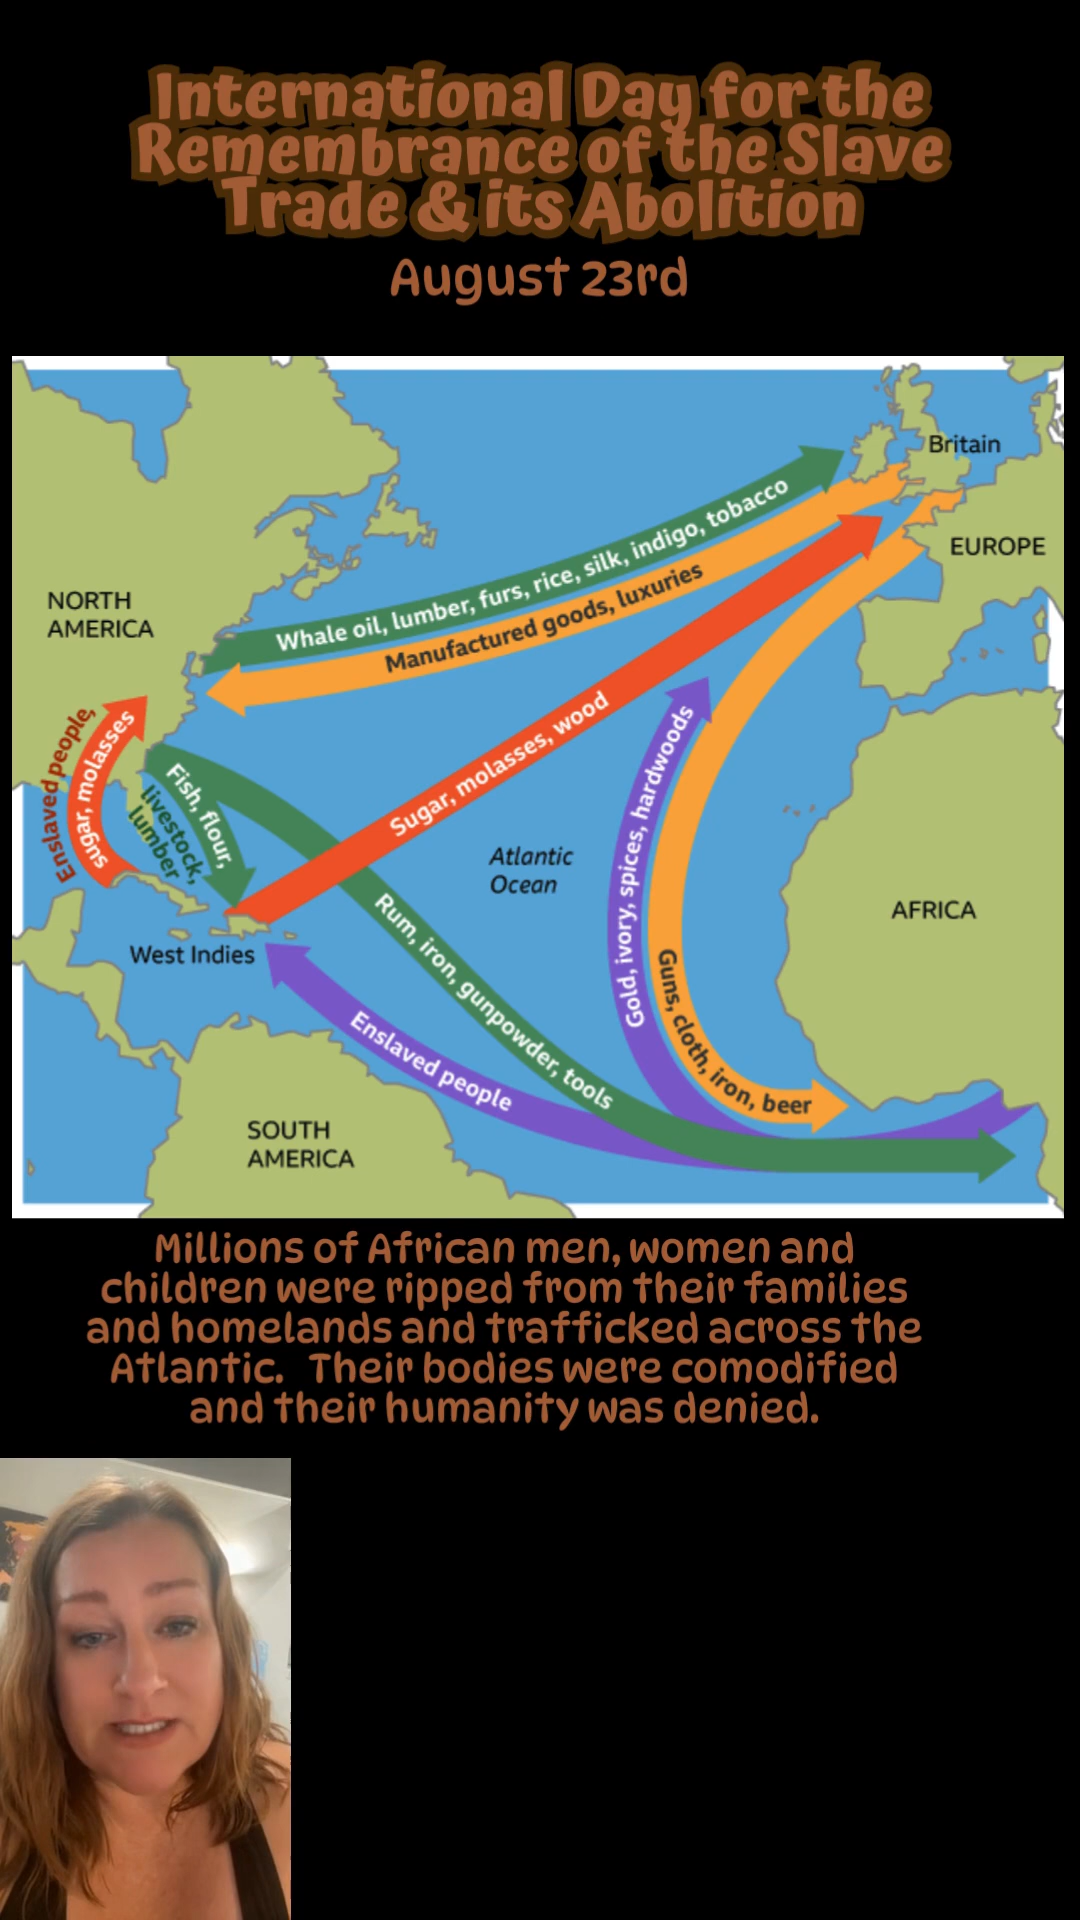 International Day for the
Remembrance of the Slave
Trade & its Abolition
August 23rd
Britain
EUROPE
Whale oil, lumber, furs, rice, silk, indigo, tobacco
Manufactured goods, luxuries
NORTH
AMERICA
Enslaved people,
sugar, molasses
Fish, flour,
livestock,
lumber
Sugar, molasses, wood
Gold, ivory, spices, hardwoods
Atlantic
Ocean
AFRICA
West Indies
Rum, iron, gunpowder, tools
Guns, cloth, iron, beer
Enslaved people
SOUTH
AMERICA
Millions of African men, women and
children were ripped from their families
and homelands and trafficked across the
Atlantic. Their bodies were comodified
and their humanity was denied.